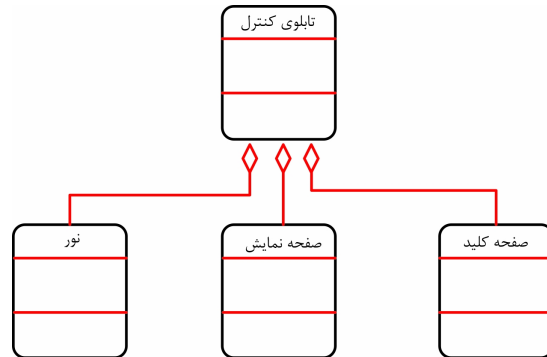 تابلوی کنترل
صفحه کلید
صفحه نمایش
نور